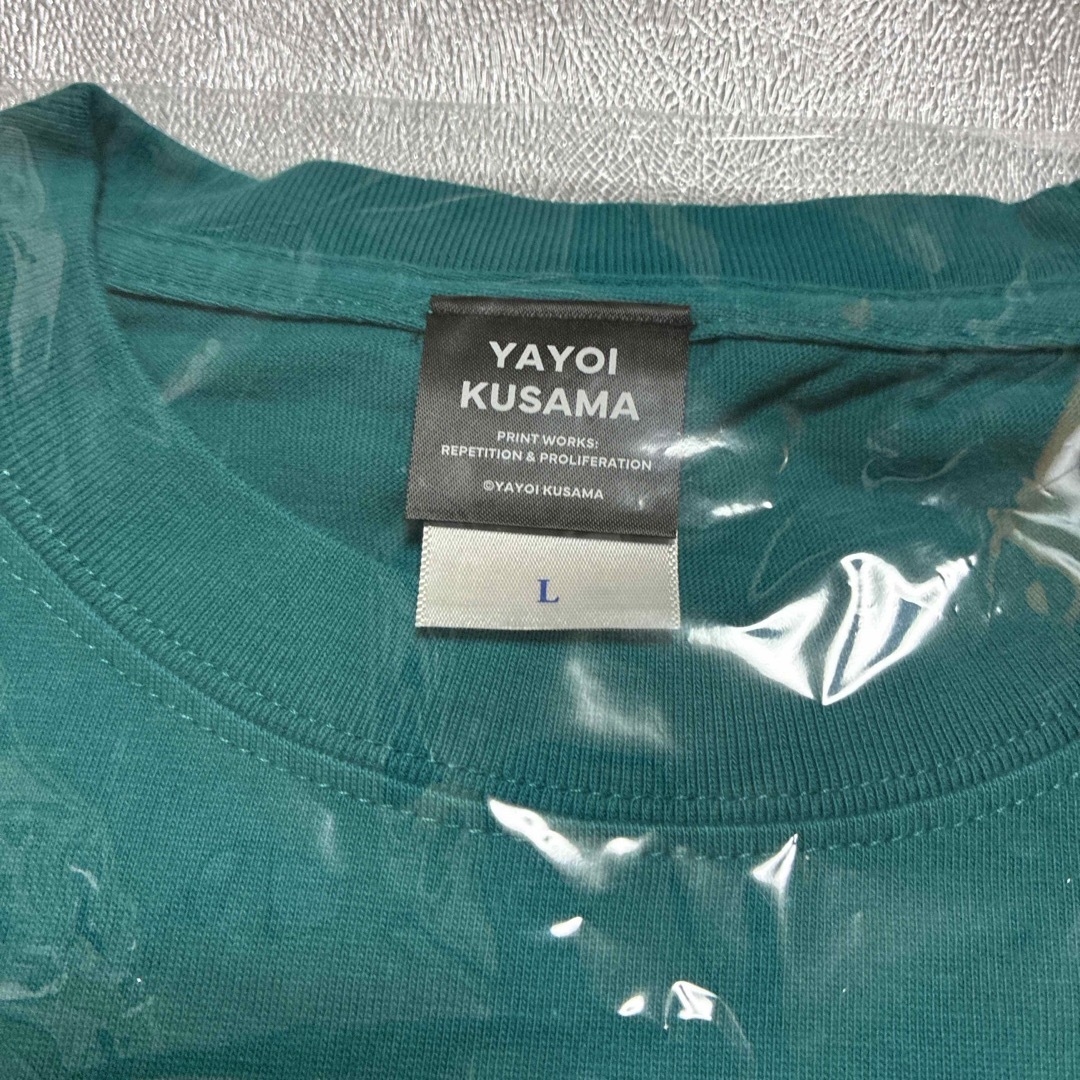 YAYOI
KUSAMA
PRINT WORKS:
REPETITION & PROLIFERATION
©YAYOI KUSAMA
L